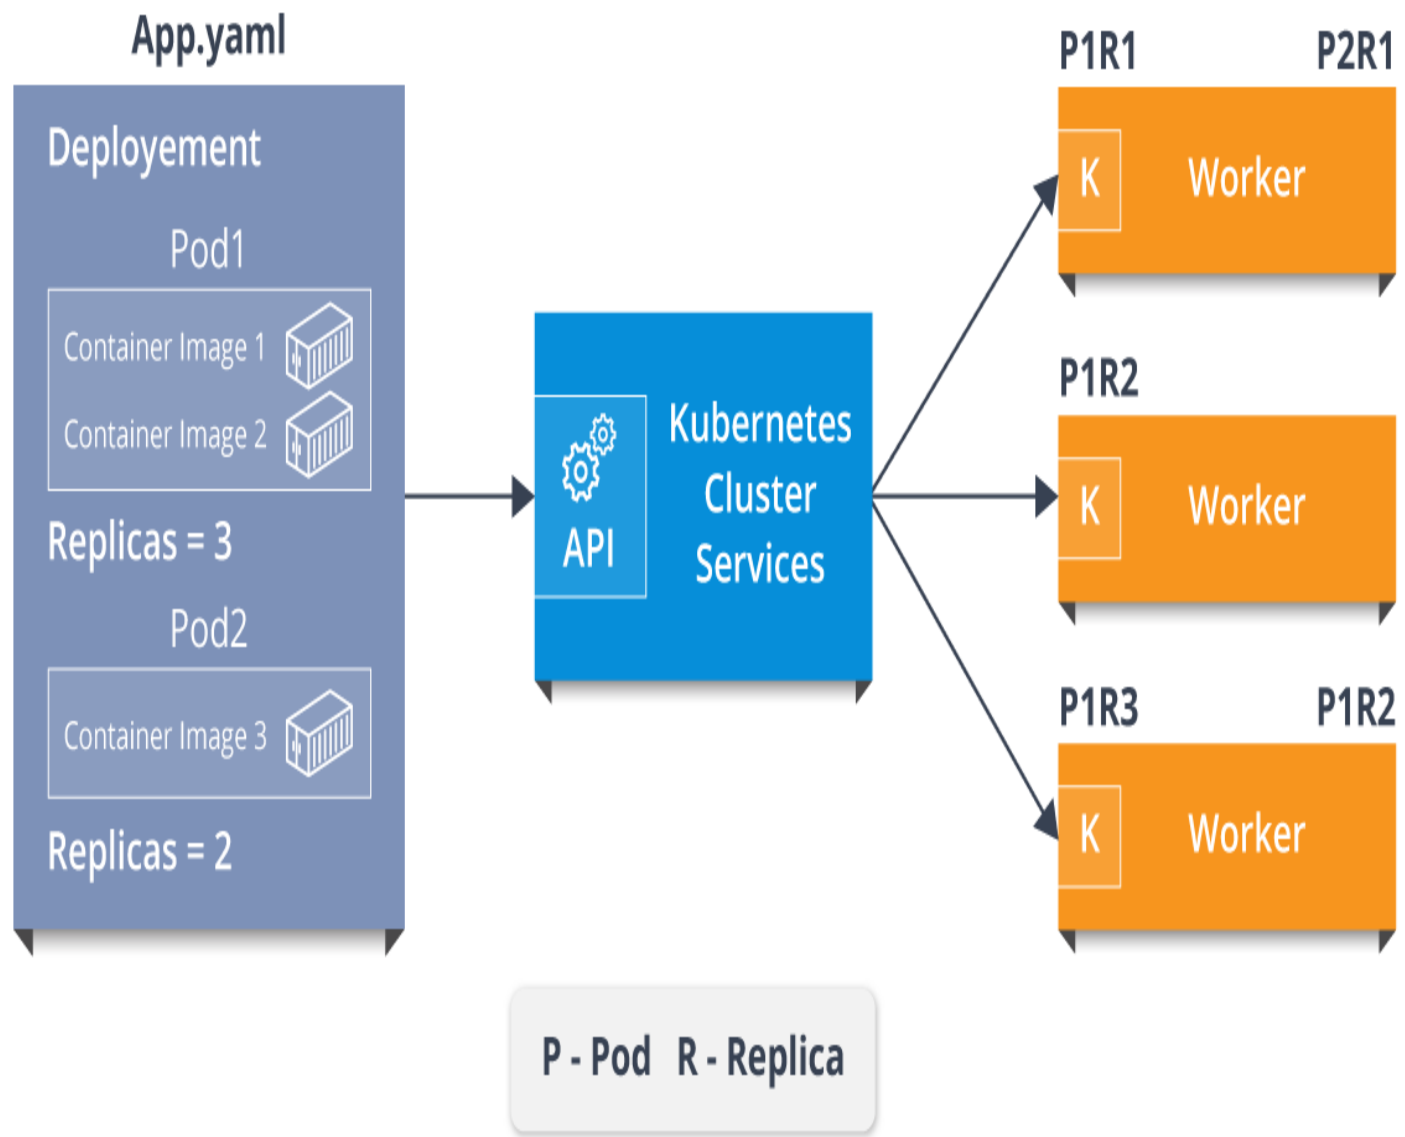 App.yaml
Deployement
Pod1
Container Image 1
Container Image 2
Replicas = 3
Pod2
Container Image 3
Replicas = 2
API
Kubernetes
Cluster
Services
P1R1 P2R1
K Worker
P1R2
K Worker
P1R3 P1R2
K Worker
P - Pod R - Replica